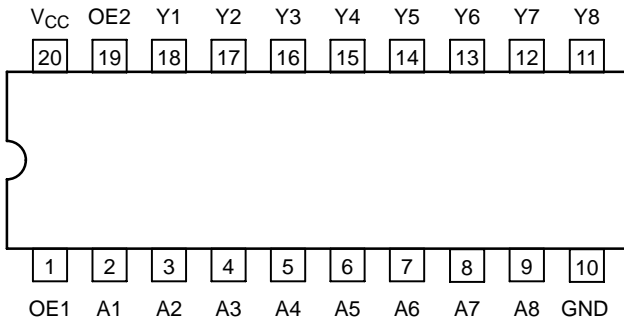 VCC OE2 Y1 Y2 Y3 Y4 Y5 Y6 Y7 Y8
20 19 18 17 16 15 14 13 12 11
1 2 3 4 5 6 7 8 9 10
OE1 A1 A2 A3 A4 A5 A6 A7 A8 GND